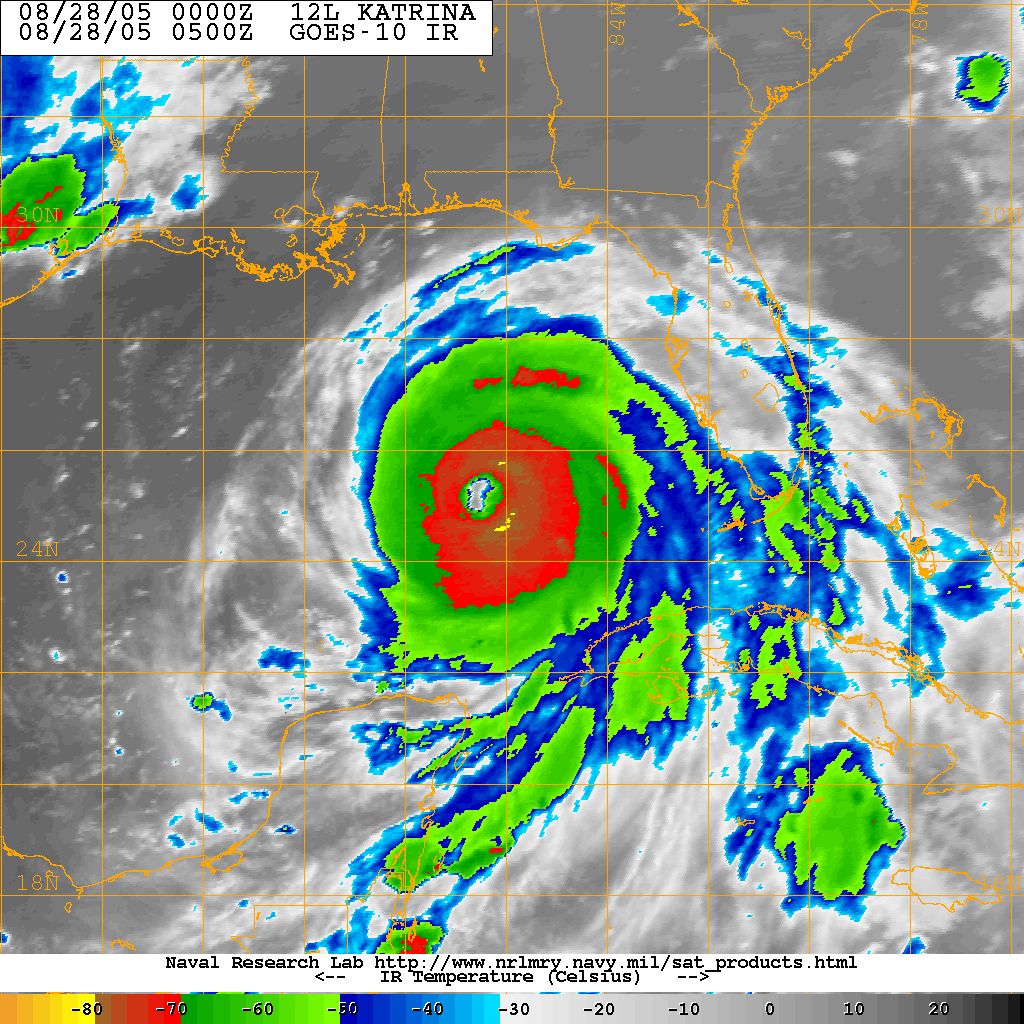 08/28/05 0000Z 12L KATRINA
08/28/05 0500Z GOES-10 IR
84W
78W
30N
30N
24N
24N
18N
18N
Naval Research Lab http://www.nrlmry.navy.mil/sat_products.html
<-- IR Temperature (Celsius) -->
-80 -70 -60 -50 -40 -30 -20 -10 0 10 20